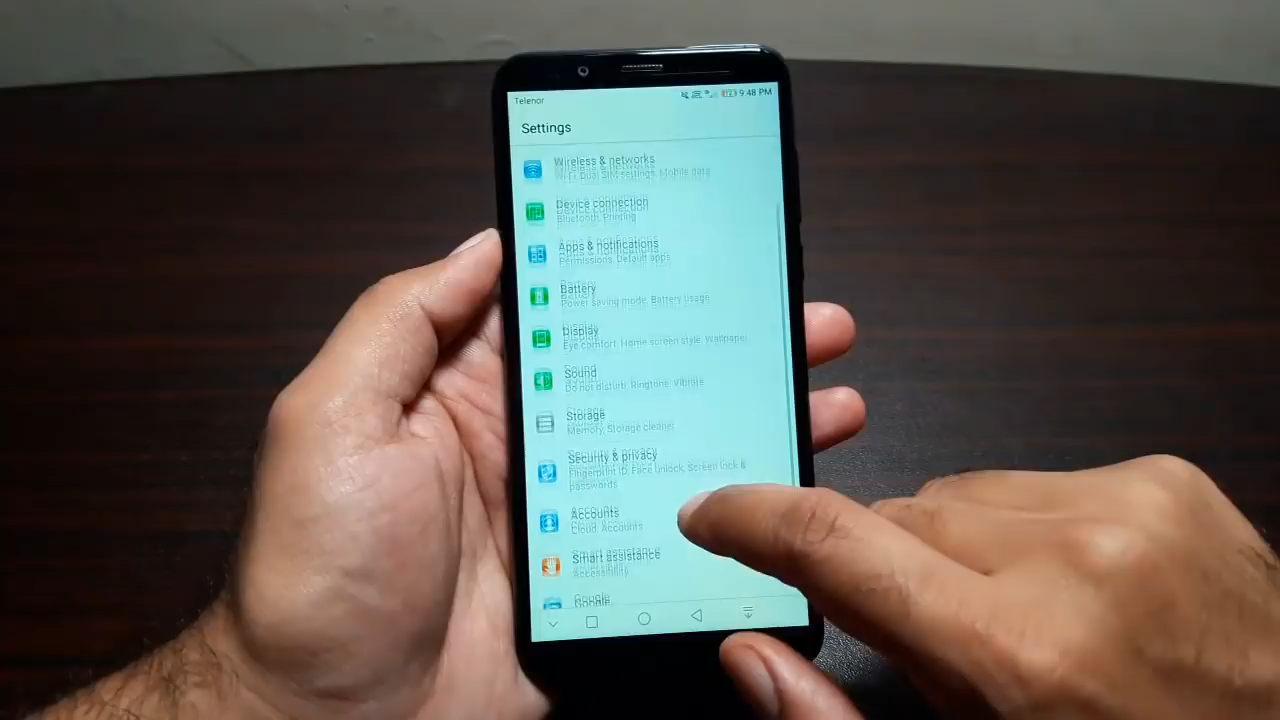 Telenor
9:48 PM
Settings
Wireless & networks
Wi-Fi, Dual SIM settings, Mobile data
Device connection
Bluetooth, Printing
Apps & notifications
Permissions, Default apps
Battery
Power saving mode, Battery usage
Display
Eye comfort, Home screen style, Wallpaper
Sound
Do not disturb, Ringtone, Vibrate
Storage
Memory, Storage cleaner
Security & privacy
Fingerprint ID, Face unlock, Screen lock &
passwords
Accounts
Cloud, Accounts
Smart assistance
Accessibility
Google